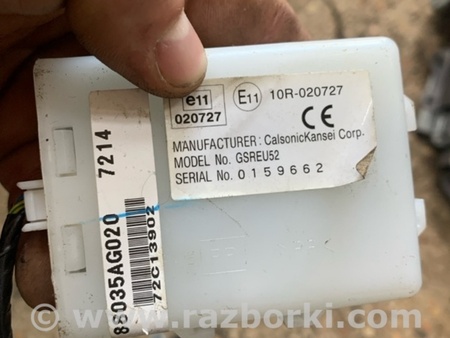 e11
020727
E11 10R-020727
CE
MANUFACTURER : CalsonicKansei Corp.
MODEL No. GSREU52
SERIAL No. 0159662
88035AG020 7214
72C13902
www.razborki.com